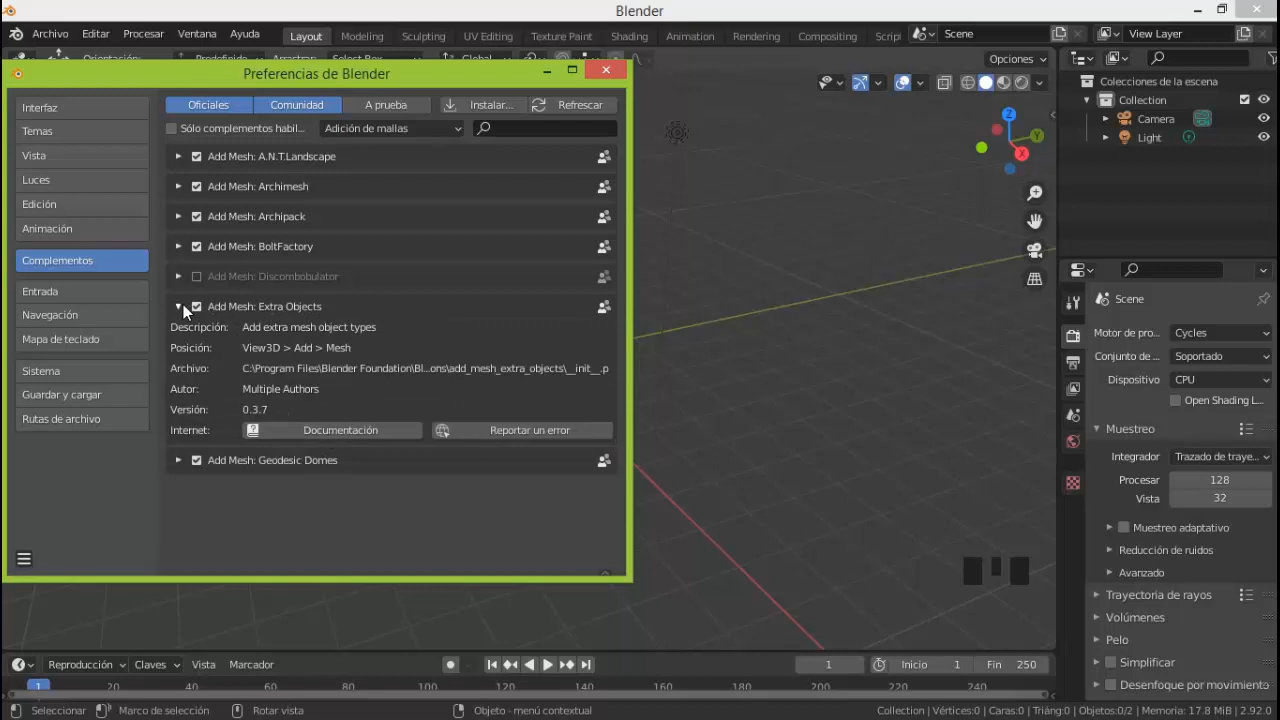 Blender
Archivo Editar Procesar Ventana Ayuda Layout Modeling Sculpting UV Editing Texture Paint Shading Animation Rendering Compositing Script Scene View Layer
Opciones
Preferencias de Blender
Interfaz
Temas
Vista
Luces
Edición
Animación
Complementos
Entrada
Navegación
Mapa de teclado
Sistema
Guardar y cargar
Rutas de archivo
Oficiales Comunidad A prueba Instalar... Refrescar
Sólo complementos habil... Adición de mallas
Add Mesh: A.N.T.Landscape
Add Mesh: Archimesh
Add Mesh: Archipack
Add Mesh: BoltFactory
Add Mesh: Discombobulator
Add Mesh: Extra Objects
Descripción: Add extra mesh object types
Posición: View3D > Add > Mesh
Archivo: C:\Program Files\Blender Foundation\Bl...ons\add_mesh_extra_objects\__init__.p
Autor: Multiple Authors
Versión: 0.3.7
Internet: Documentación Reportar un error
Add Mesh: Geodesic Domes
Z
Y
X
Colecciones de la escena
Collection
Camera
Light
Scene
Motor de pro... Cycles
Conjunto de ... Soportado
Dispositivo CPU
Open Shading L...
Muestreo
Integrador Trazado de traye...
Procesar 128
Vista 32
Muestreo adaptativo
Reducción de ruidos
Avanzado
Trayectoria de rayos
Volúmenes
Pelo
Simplificar
Desenfoque por movimiento
Reproducción Claves Vista Marcador 1 Inicio 1 Fin 250
1 20 40 60 80 100 120 140 160 180 200 220 240
Seleccionar Marco de selección Rotar vista Objeto - menú contextual Collection | Vértices:0 | Caras:0 | Triáng:0 | Objetos:0/2 | Memoria: 17.8 MiB | 2.92.0